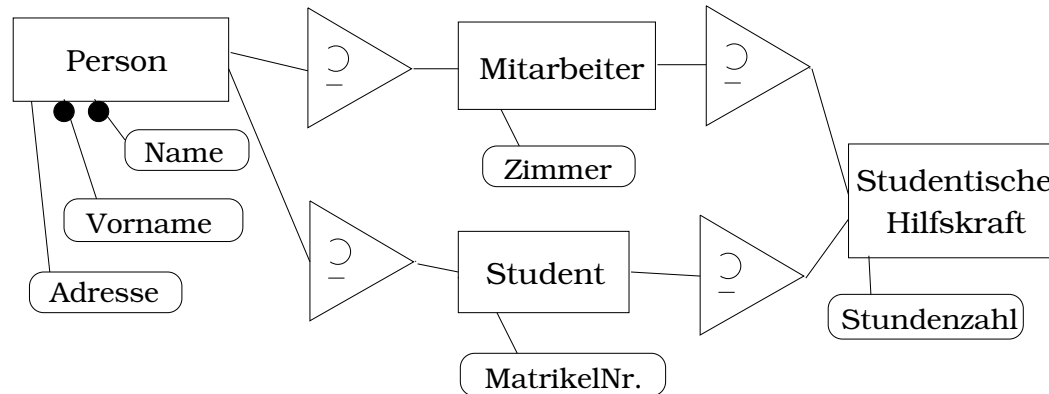 Person
Mitarbeiter
Name
Zimmer
Studentische
Hilfskraft
Vorname
Adresse
Student
Stundenzahl
MatrikelNr.